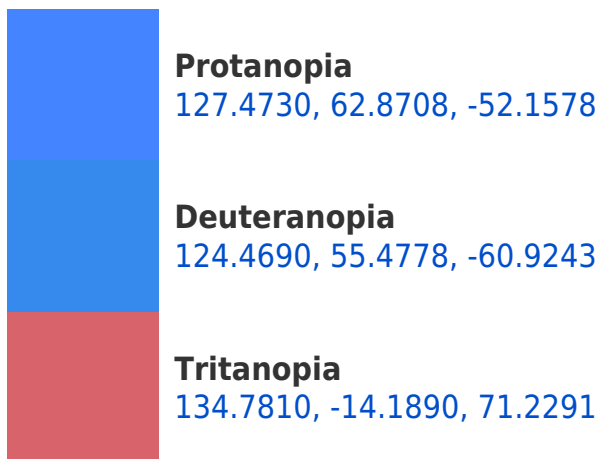 Protanopia
127.4730, 62.8708, -52.1578
Deuteranopia
124.4690, 55.4778, -60.9243
Tritanopia
134.7810, -14.1890, 71.2291